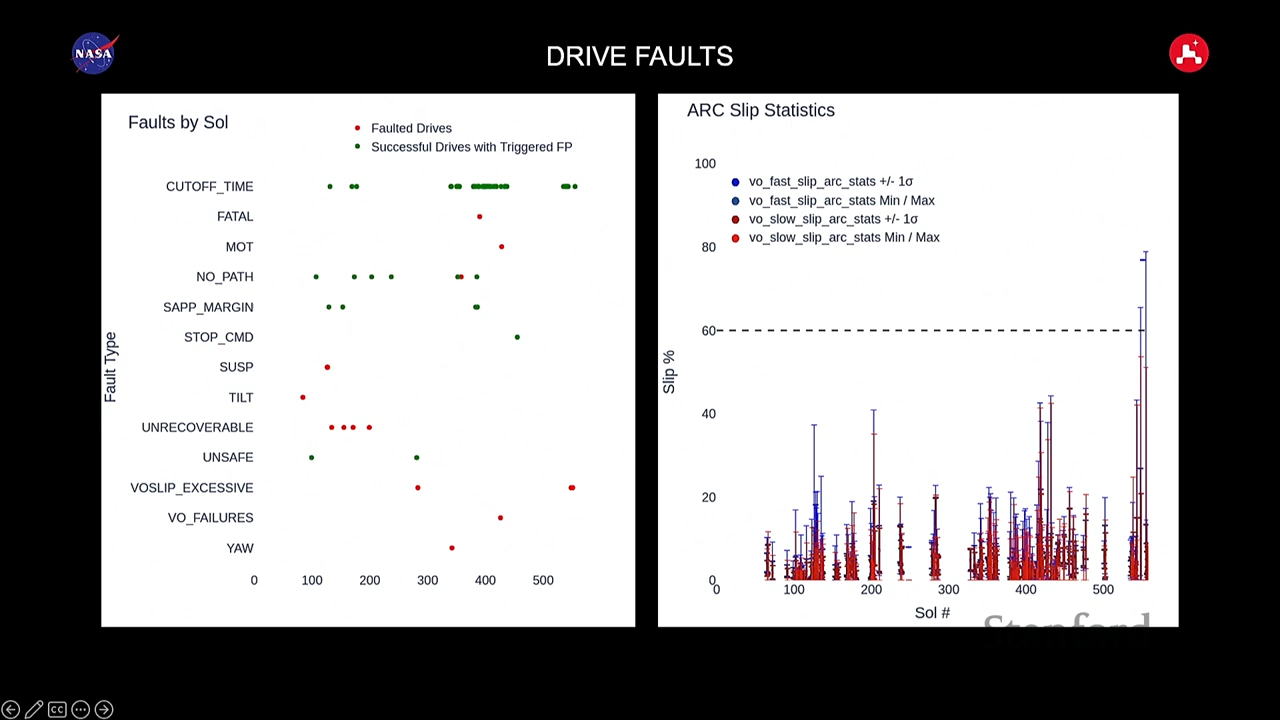 NASA
DRIVE FAULTS
Faults by Sol
Faulted Drives
Successful Drives with Triggered FP
Fault Type
CUTOFF_TIME
FATAL
MOT
NO_PATH
SAPP_MARGIN
STOP_CMD
SUSP
TILT
UNRECOVERABLE
UNSAFE
VOSLIP_EXCESSIVE
VO_FAILURES
YAW
0 100 200 300 400 500
ARC Slip Statistics
vo_fast_slip_arc_stats +/- 1σ
vo_fast_slip_arc_stats Min / Max
vo_slow_slip_arc_stats +/- 1σ
vo_slow_slip_arc_stats Min / Max
Slip %
100
80
60
40
20
0
0 100 200 300 400 500
Sol #
Stanford
CC